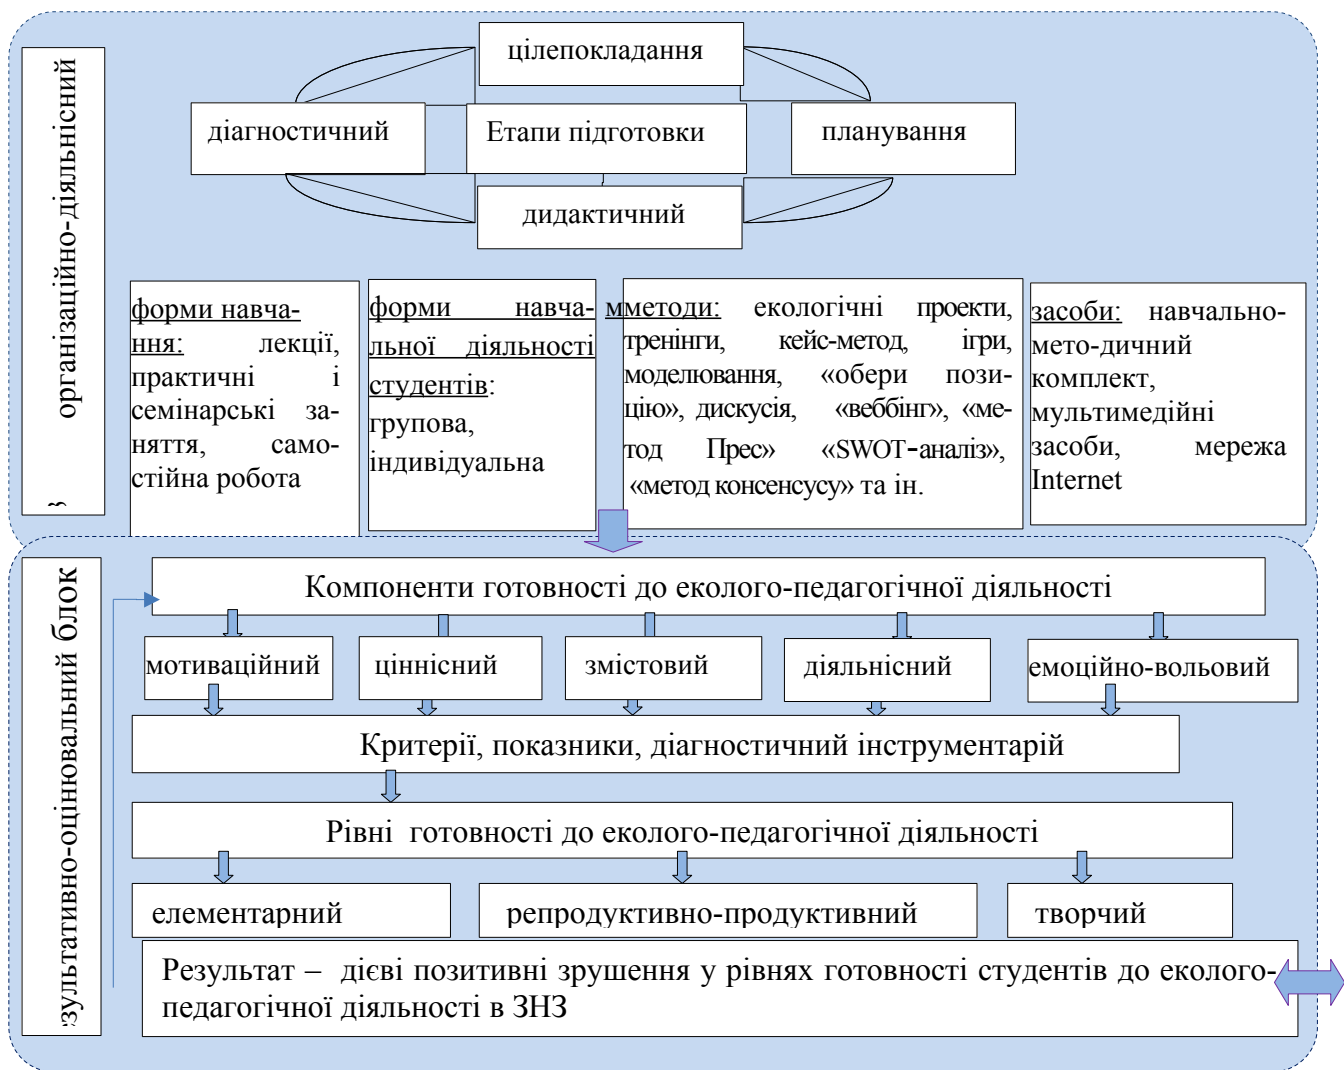 організаційно-діяльнісний
цілепокладання
діагностичний
Етапи підготовки
планування
дидактичний
форми навча-
ння: лекції,
практичні і
семінарські за-
няття, само-
стійна робота
форми навча-
льної діяльності
студентів:
групова,
індивідуальна
мметоди: екологічні проекти,
тренінги, кейс-метод, ігри,
моделювання, «обери пози-
цію», дискусія, «веббінг», «ме-
тод Прес» «SWOT-аналіз»,
«метод консенсусу» та ін.
засоби: навчально-
мето-дичний
комплект,
мультимедійні
засоби, мережа
Internet
зультативно-оцінювальний блок
Компоненти готовності до еколого-педагогічної діяльності
мотиваційний
ціннісний
змістовий
діяльнісний
емоційно-вольовий
Критерії, показники, діагностичний інструментарій
Рівні готовності до еколого-педагогічної діяльності
елементарний
репродуктивно-продуктивний
творчий
Результат – дієві позитивні зрушення у рівнях готовності студентів до еколого-
педагогічної діяльності в ЗНЗ